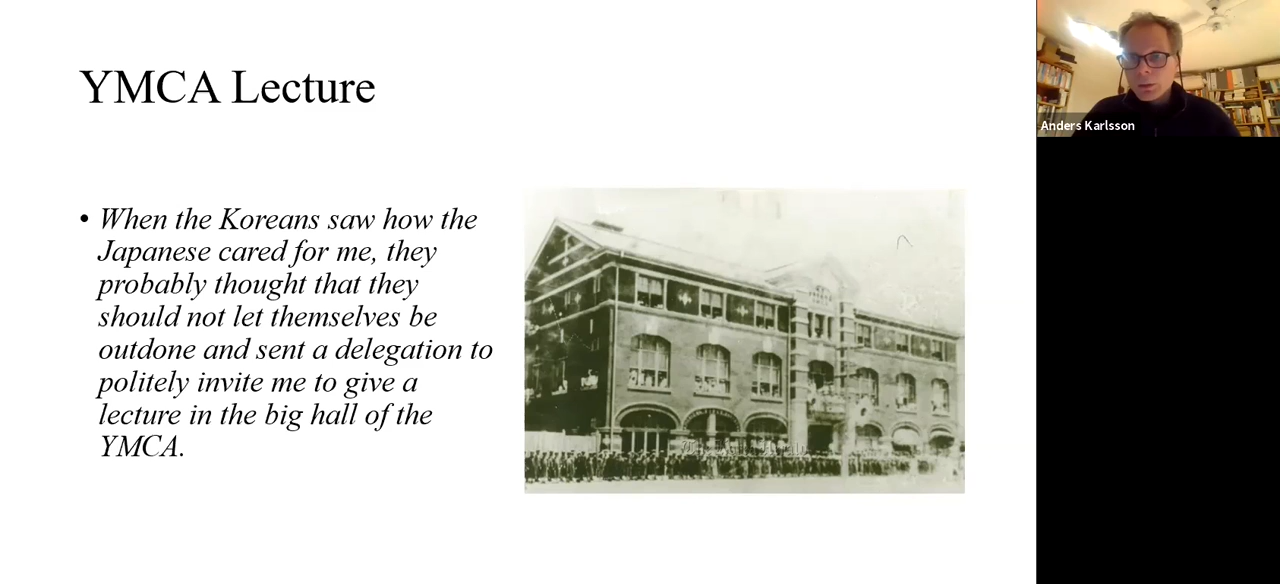 YMCA Lecture
• When the Koreans saw how the
Japanese cared for me, they
probably thought that they
should not let themselves be
outdone and sent a delegation to
politely invite me to give a
lecture in the big hall of the
YMCA.
Anders Karlsson